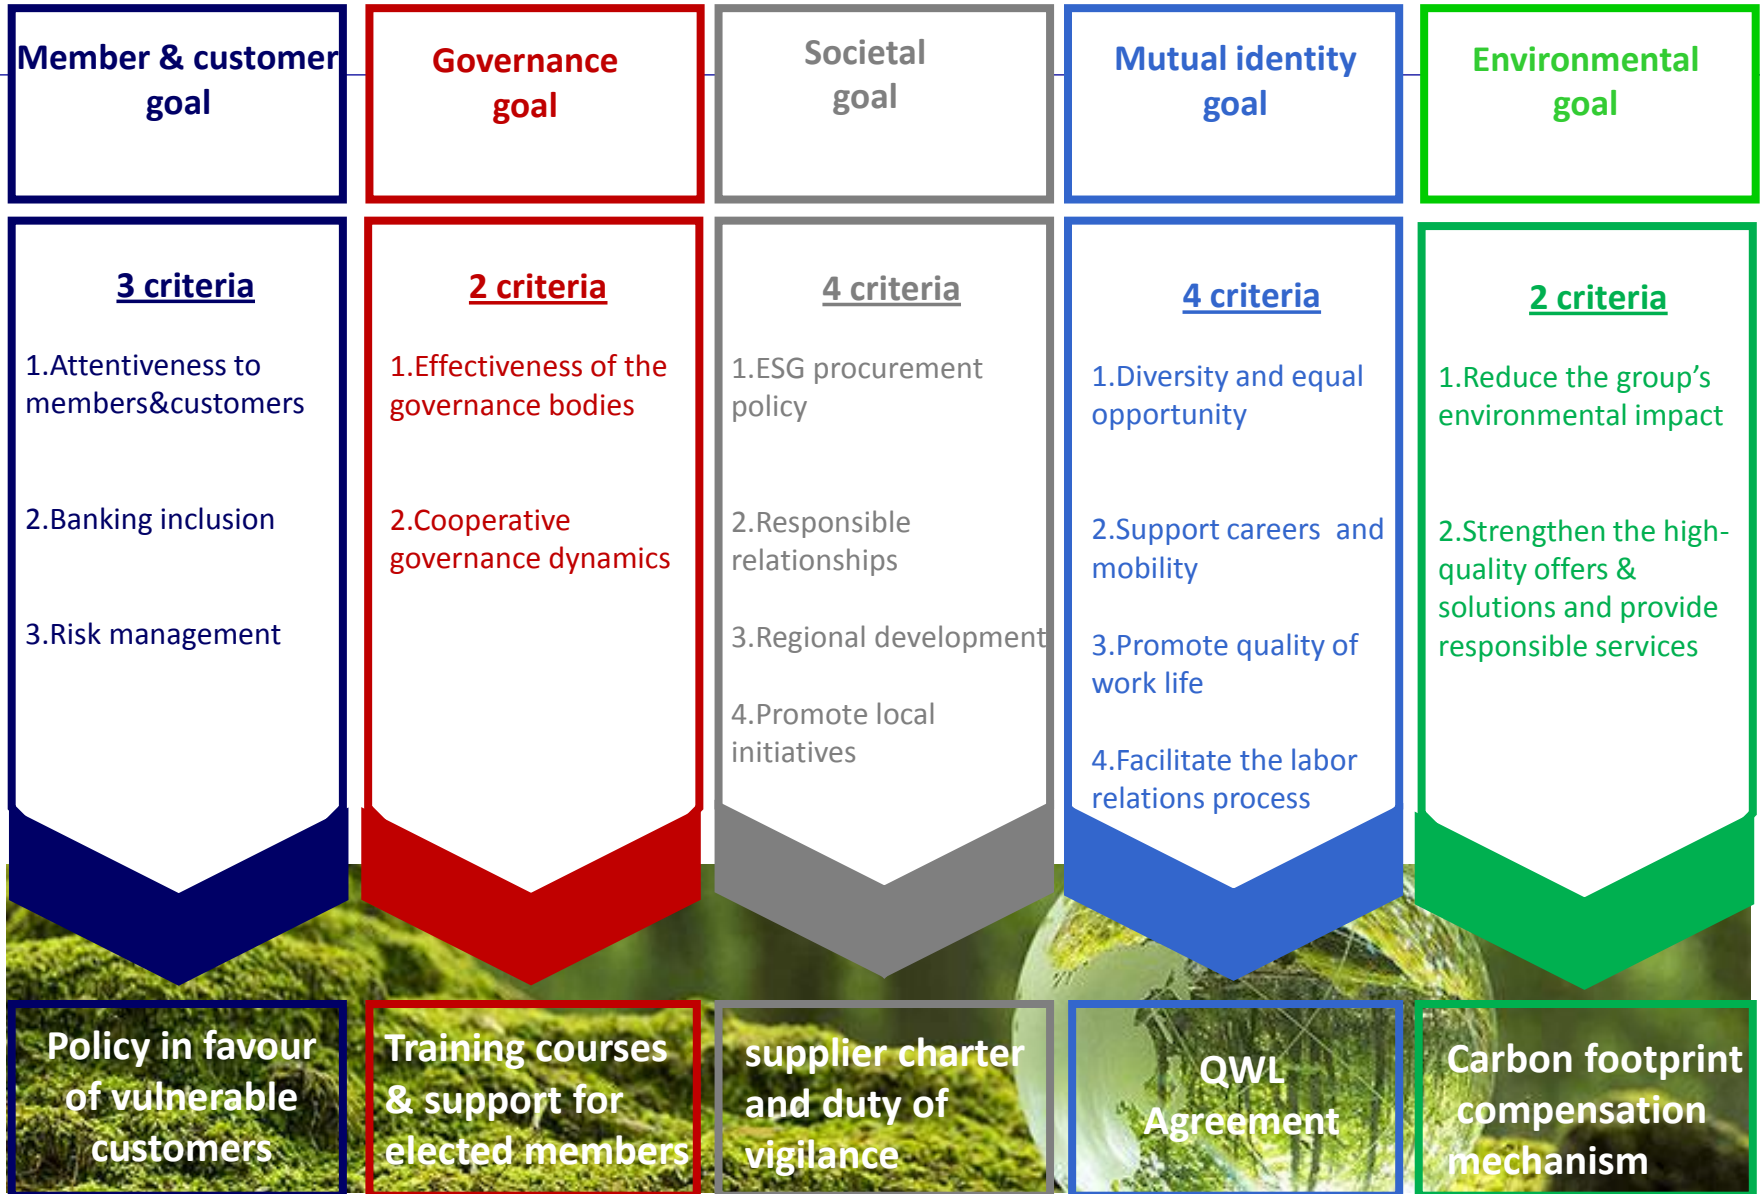 Member & customer
goal
Governance
goal
Societal
goal
Mutual identity
goal
Environmental
goal
3 criteria
1.Attentiveness to
members&customers
2.Banking inclusion
3.Risk management
2 criteria
1.Effectiveness of the
governance bodies
2.Cooperative
governance dynamics
4 criteria
1.ESG procurement
policy
2.Responsible
relationships
3.Regional development
4.Promote local
initiatives
4 criteria
1.Diversity and equal
opportunity
2.Support careers  and
mobility
3.Promote quality of
work life
4.Facilitate the labor
relations process
2 criteria
1.Reduce the group’s
environmental impact
2.Strengthen the high-
quality offers &
solutions and provide
responsible services
Policy in favour
of vulnerable
customers
Training courses
& support for
elected members
supplier charter
and duty of
vigilance
QWL
Agreement
Carbon footprint
compensation
mechanism